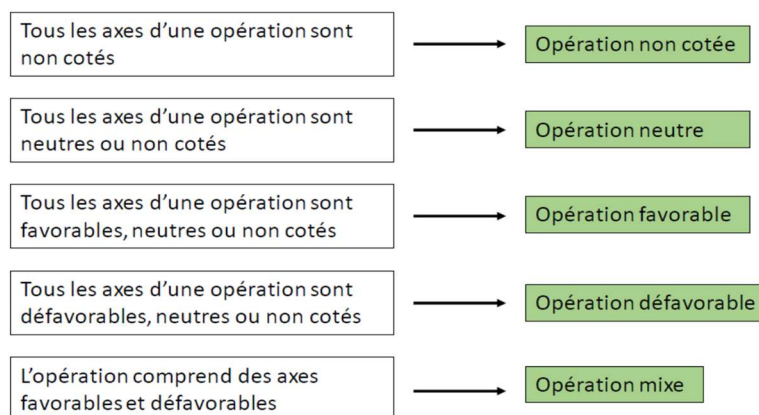 Tous les axes d’une opération sont
non cotés
Opération non cotée
Tous les axes d’une opération sont
neutres ou non cotés
Opération neutre
Tous les axes d’une opération sont
favorables, neutres ou non cotés
Opération favorable
Tous les axes d’une opération sont
défavorables, neutres ou non cotés
Opération défavorable
L’opération comprend des axes
favorables et défavorables
Opération mixe